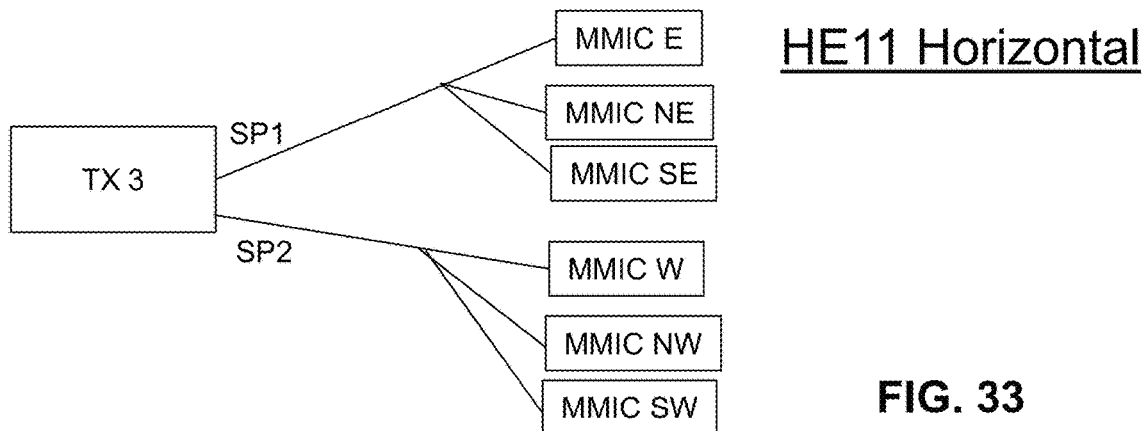 MMIC E
HE11 Horizontal
MMIC NE
SP1
MMIC SE
TX 3
SP2
MMIC W
MMIC NW
MMIC SW
FIG. 33